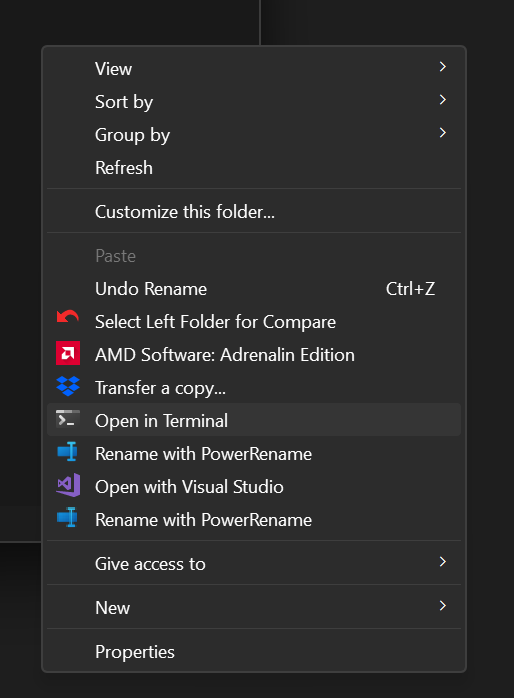 View
Sort by
Group by
Refresh
Customize this folder...
Paste
Undo Rename Ctrl+Z
Select Left Folder for Compare
AMD Software: Adrenalin Edition
Transfer a copy...
Open in Terminal
Rename with PowerRename
Open with Visual Studio
Rename with PowerRename
Give access to
New
Properties